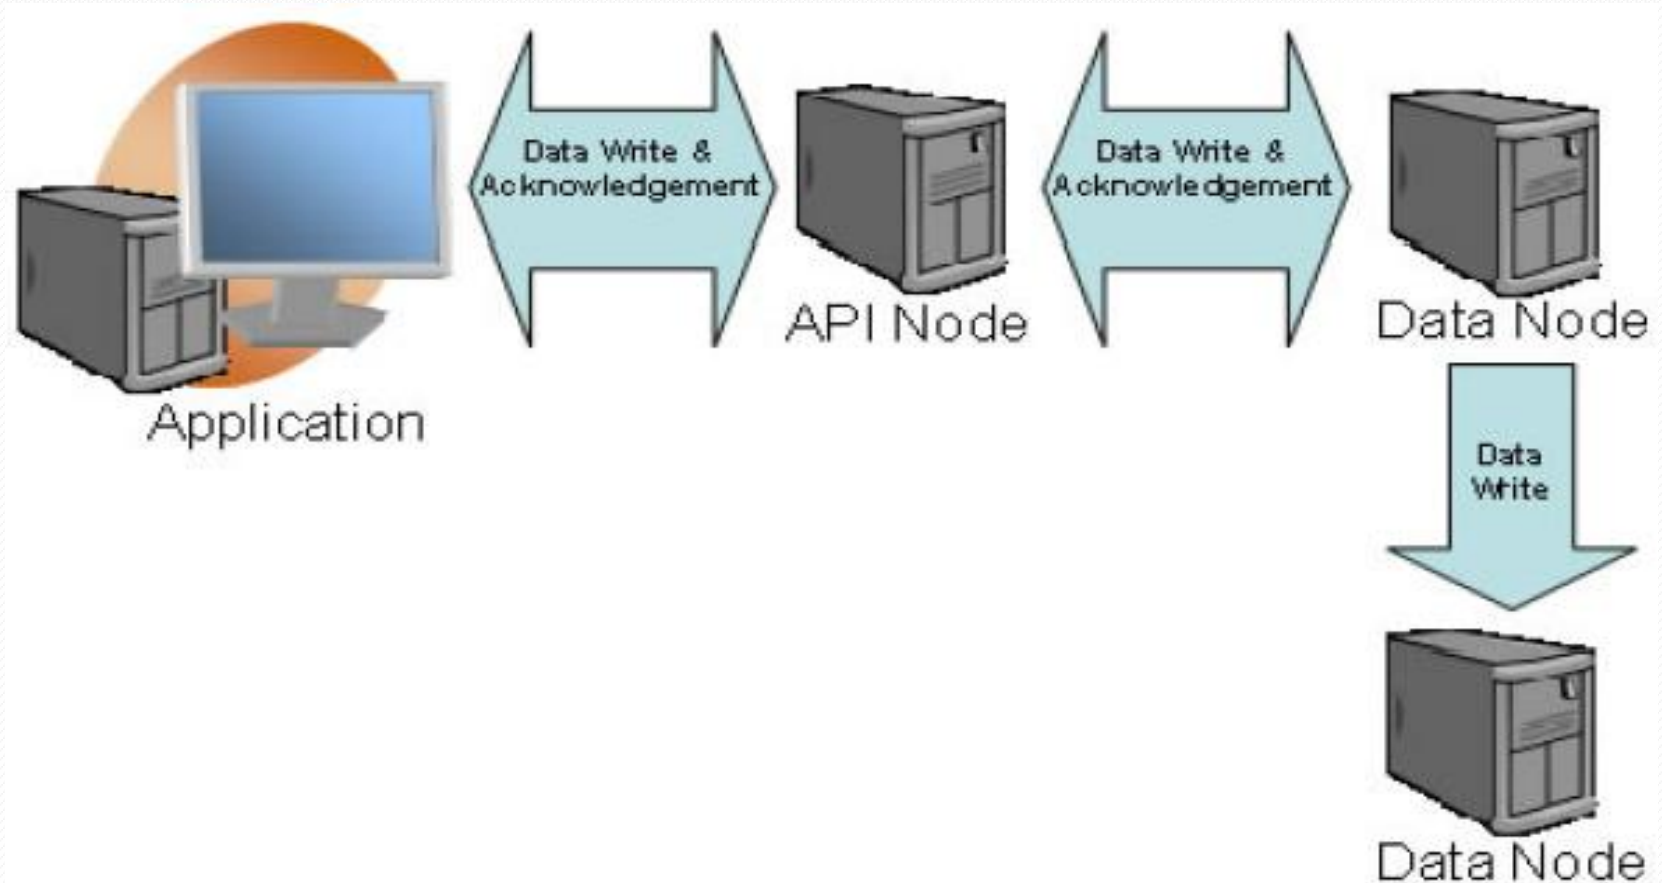 Data Write &
Acknowledgement
Data Write &
Acknowledgement
API Node
Data Node
Application
Data
Write
Data Node